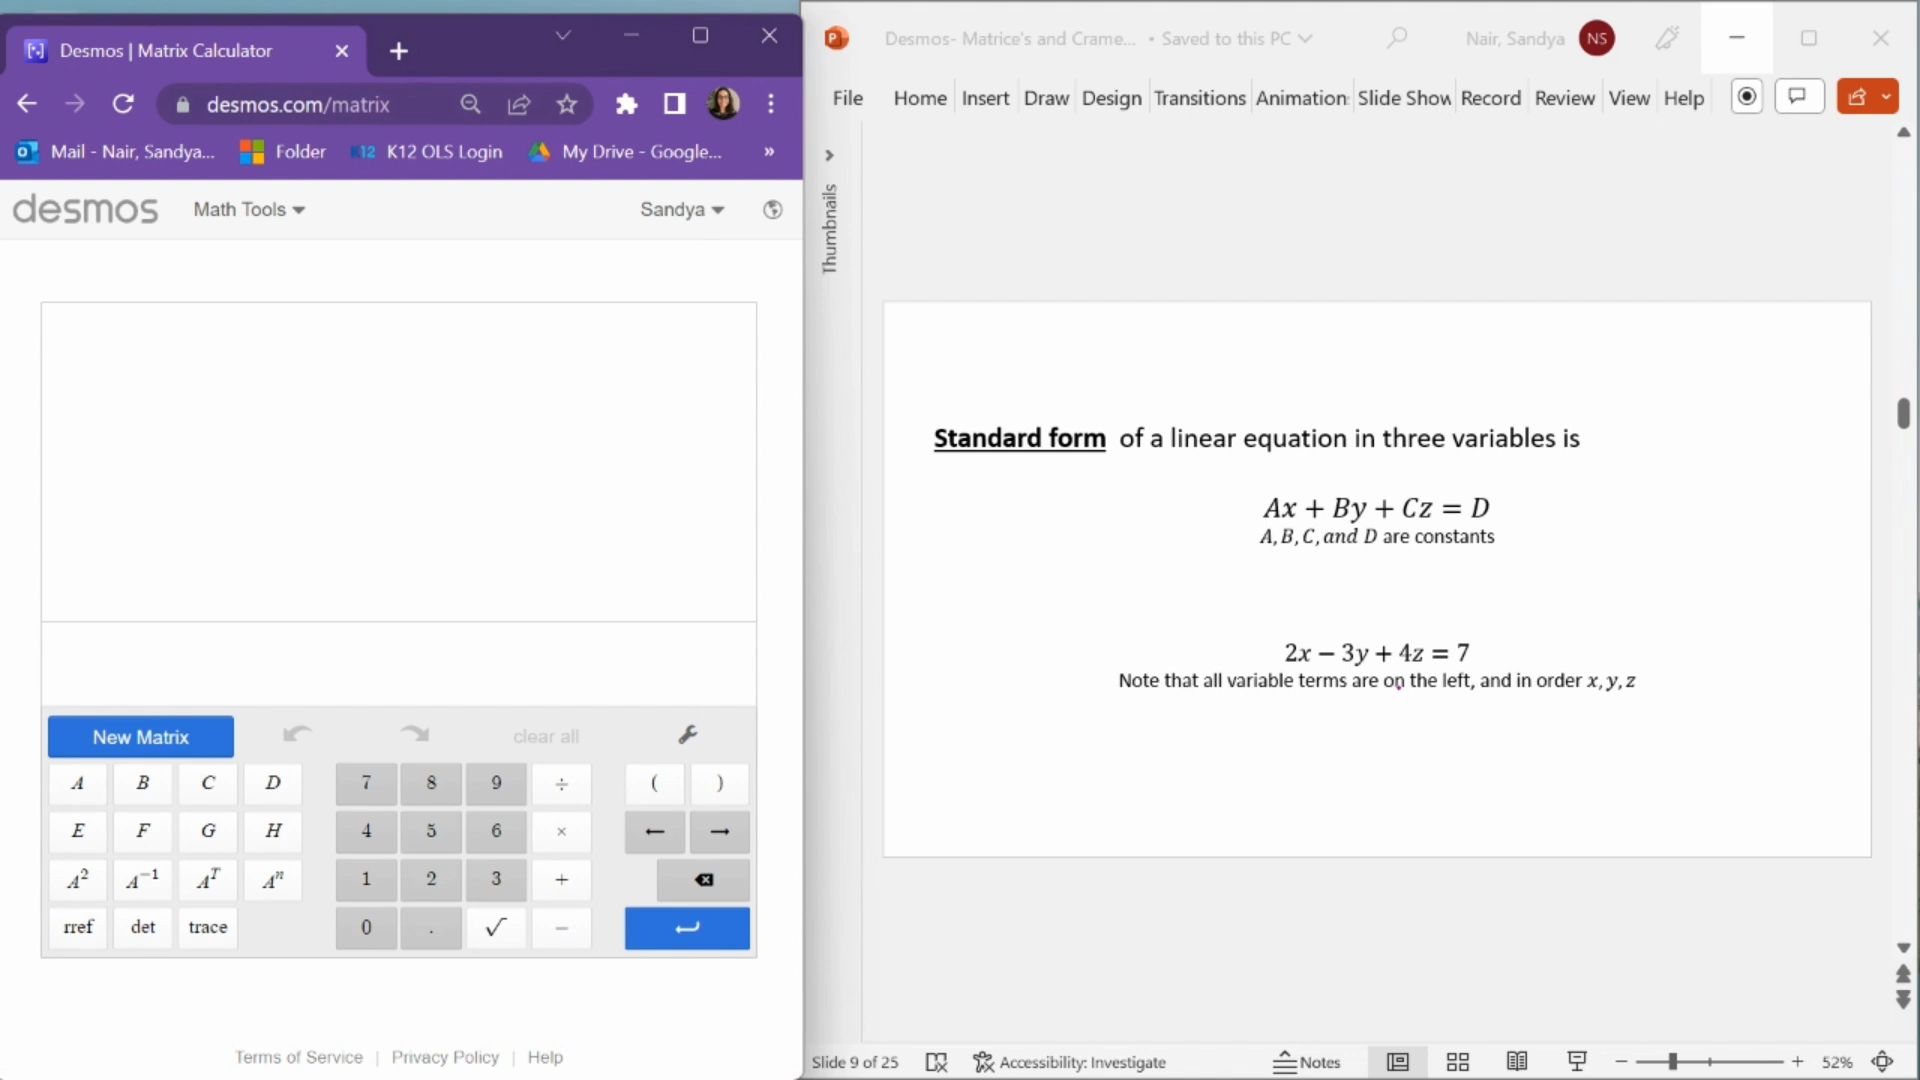 Desmos | Matrix Calculator
desmos.com/matrix
Mail - Nair, Sandya...
Folder
K12 K12 OLS Login
My Drive - Google...
»
desmos
Math Tools
Sandya
New Matrix
clear all
A B C D 7 8 9 ÷ ( )
E F G H 4 5 6 × ← →
A² A⁻¹ Aᵀ Aⁿ 1 2 3 +
rref det trace 0 . √ −
Terms of Service | Privacy Policy | Help
Desmos- Matrice's and Crame... • Saved to this PC
Nair, Sandya NS
File Home Insert Draw Design Transitions Animation Slide Show Record Review View Help
Thumbnails
Standard form of a linear equation in three variables is
Ax + By + Cz = D
A, B, C, and D are constants
2x − 3y + 4z = 7
Note that all variable terms are on the left, and in order x, y, z
Slide 9 of 25
Accessibility: Investigate
Notes
52%